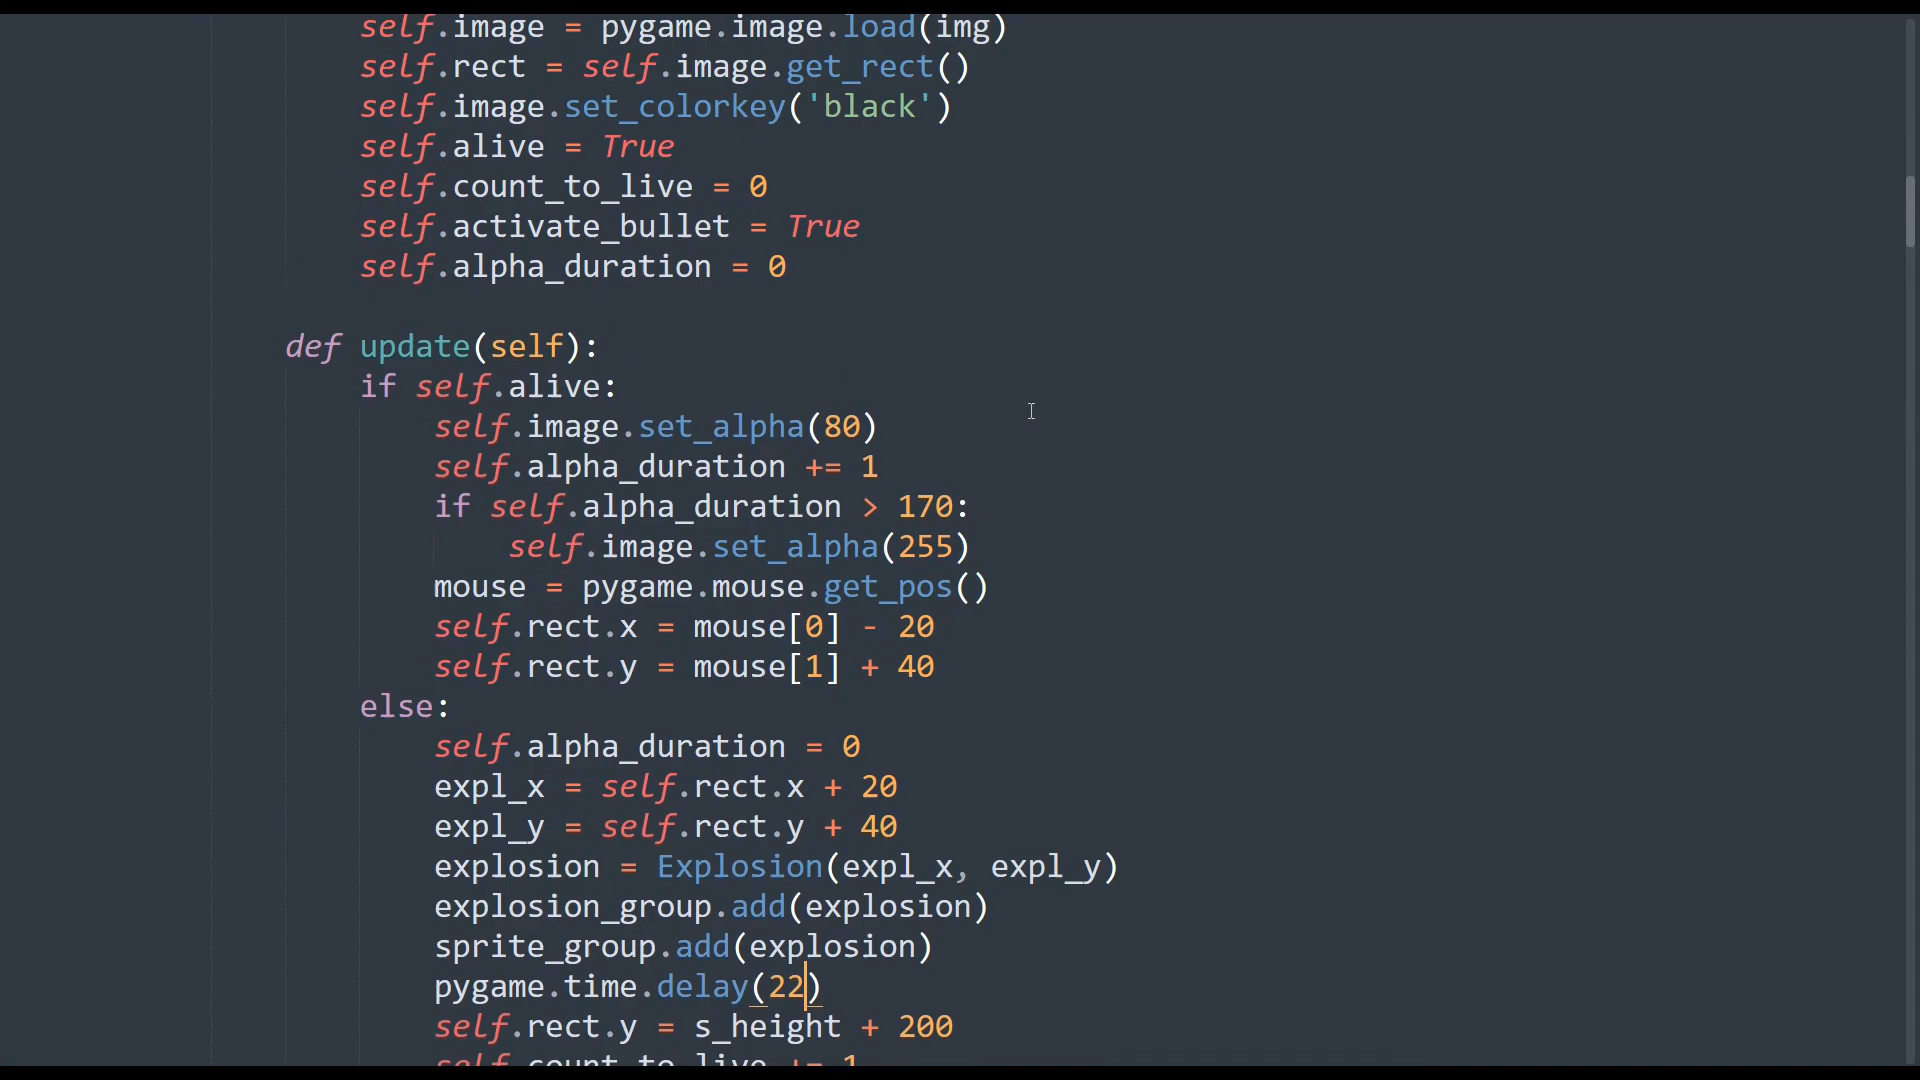 self.image = pygame.image.load(img)
self.rect = self.image.get_rect()
self.image.set_colorkey('black')
self.alive = True
self.count_to_live = 0
self.activate_bullet = True
self.alpha_duration = 0
def update(self):
if self.alive:
self.image.set_alpha(80)
self.alpha_duration += 1
if self.alpha_duration > 170:
self.image.set_alpha(255)
mouse = pygame.mouse.get_pos()
self.rect.x = mouse[0] - 20
self.rect.y = mouse[1] + 40
else:
self.alpha_duration = 0
expl_x = self.rect.x + 20
expl_y = self.rect.y + 40
explosion = Explosion(expl_x, expl_y)
explosion_group.add(explosion)
sprite_group.add(explosion)
pygame.time.delay(22)
self.rect.y = s_height + 200
self.count_to_live += 1